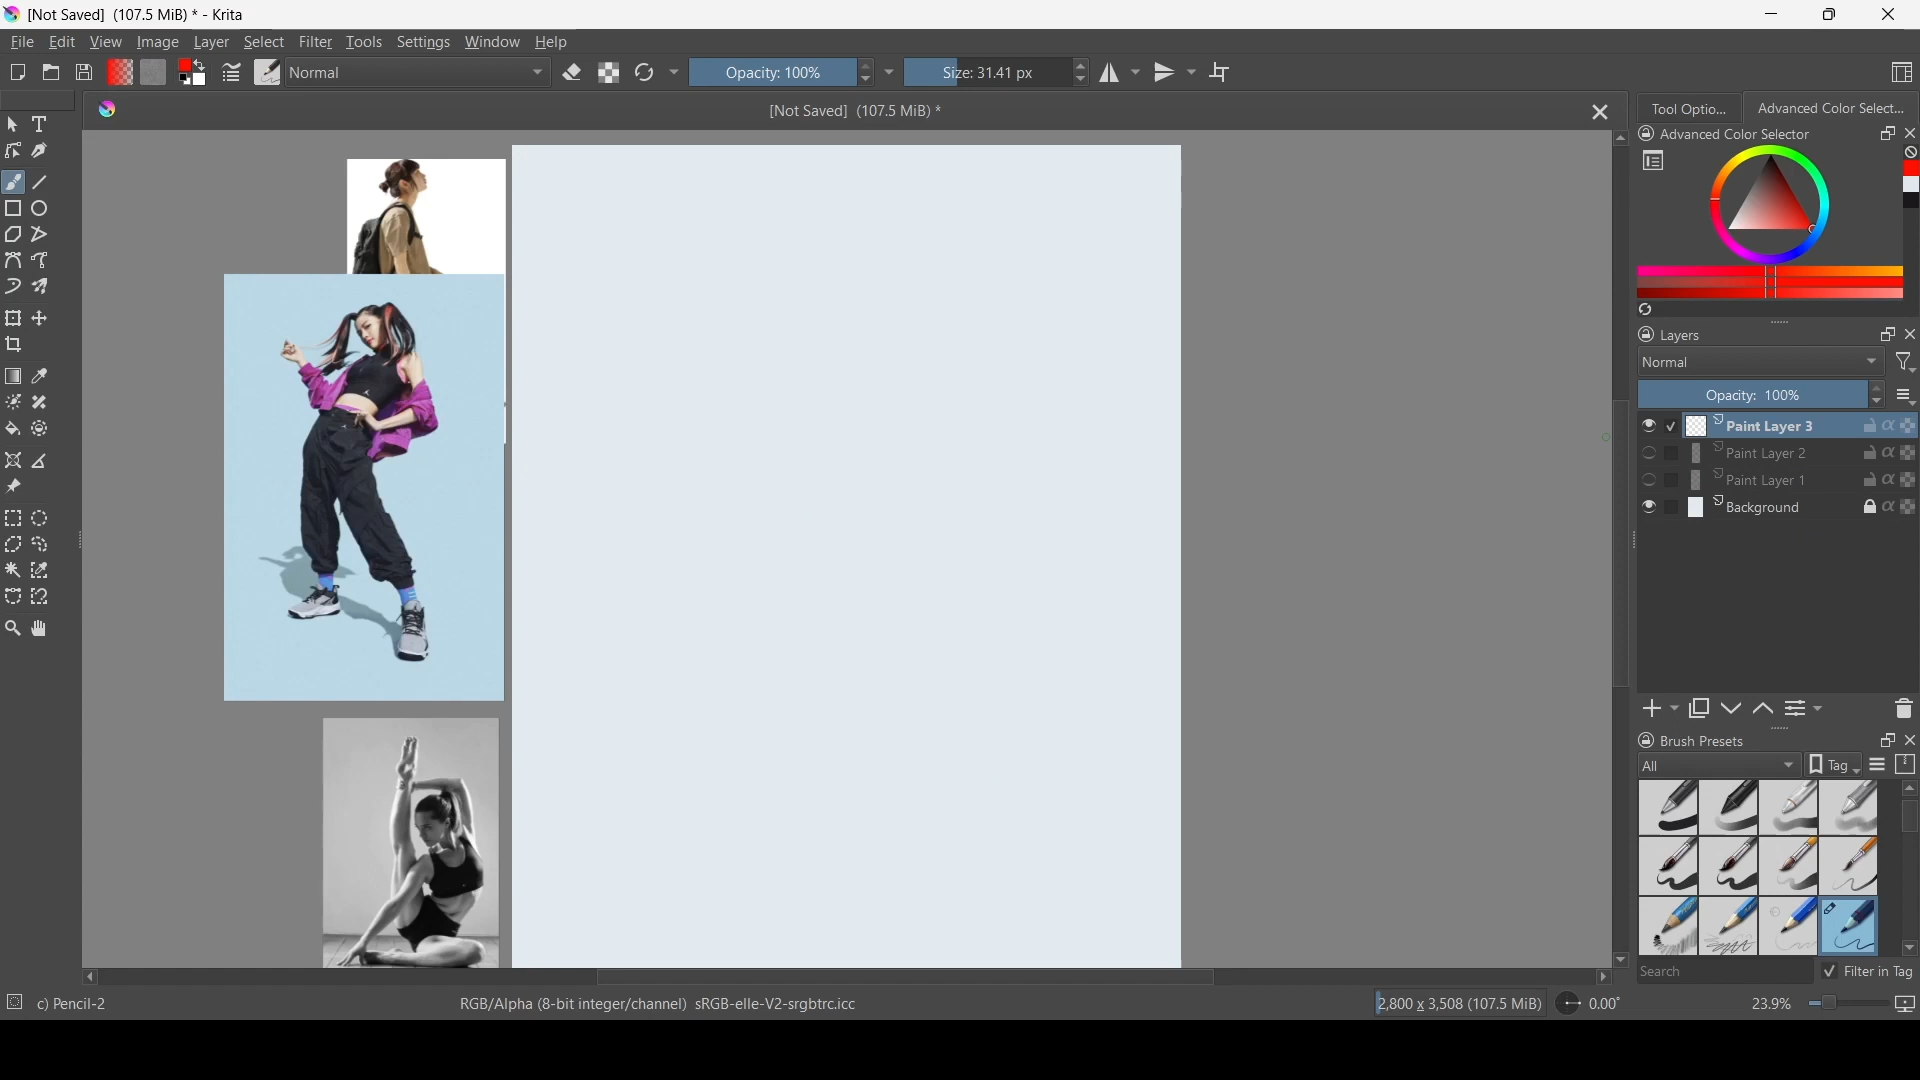 [Not Saved]  (107.5 MiB) * - Krita
File Edit View Image Layer Select Filter Tools Settings Window Help
Normal
Opacity: 100%
Size: 31.41 px
[Not Saved]  (107.5 MiB) *
Tool Optio...
Advanced Color Select...
Advanced Color Selector
Layers
Normal
Opacity:  100%
Paint Layer 3
Paint Layer 2
Paint Layer 1
Background
Brush Presets
All
Tag
Search
Filter in Tag
c) Pencil-2
RGB/Alpha (8-bit integer/channel)  sRGB-elle-V2-srgbtrc.icc
2,800 x 3,508 (107.5 MiB)
0.00°
23.9%